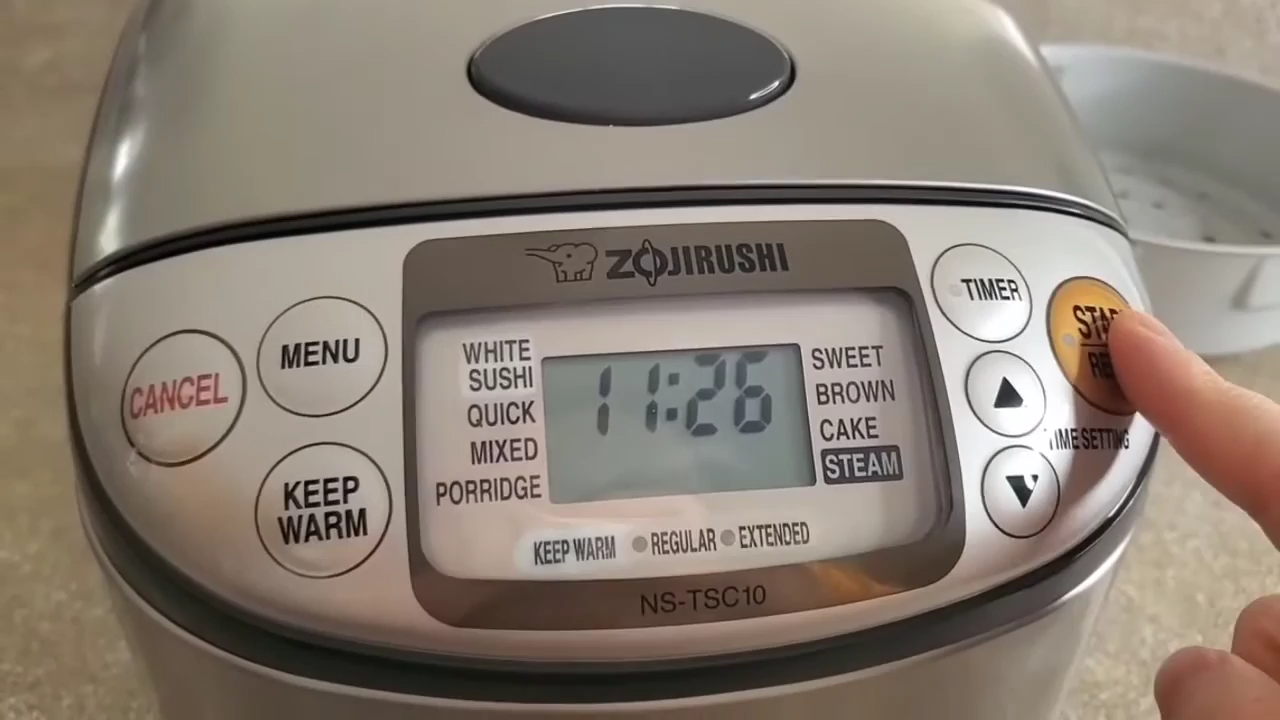 ZOJIRUSHI
CANCEL
MENU
KEEP
WARM
WHITE
SUSHI
QUICK
MIXED
PORRIDGE
11:26
SWEET
BROWN
CAKE
STEAM
KEEP WARM REGULAR EXTENDED
NS-TSC10
TIMER
TIME SETTING